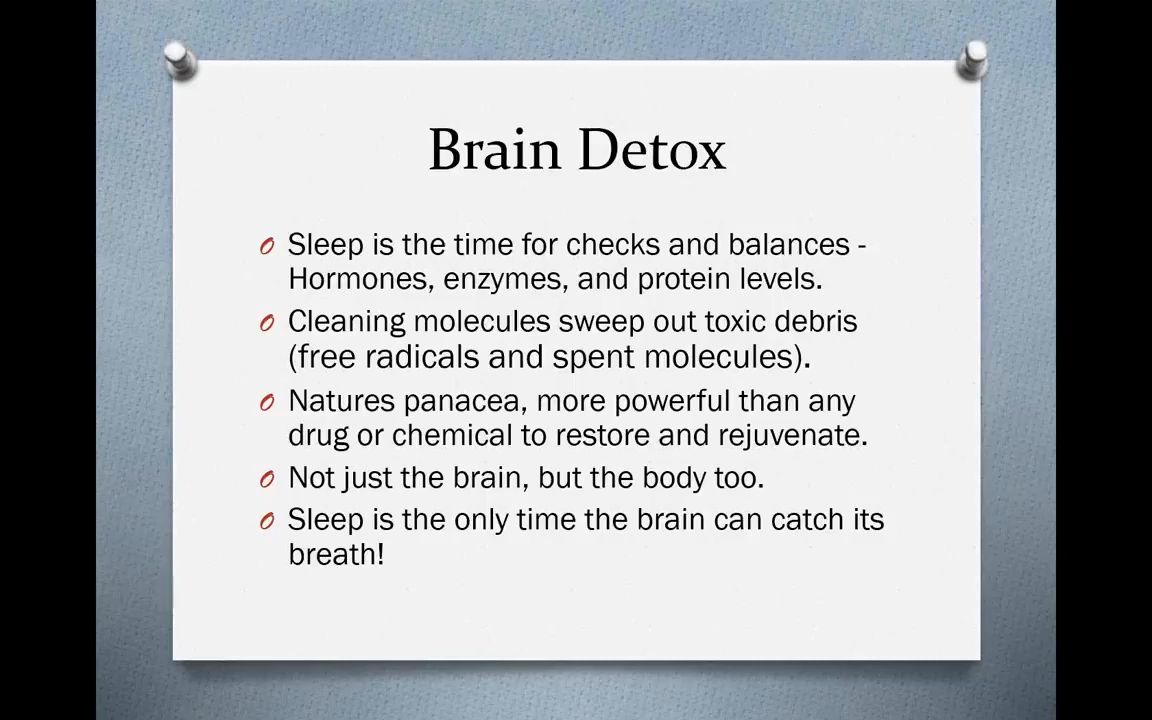 Brain Detox
Sleep is the time for checks and balances -
Hormones, enzymes, and protein levels.
Cleaning molecules sweep out toxic debris
(free radicals and spent molecules).
Natures panacea, more powerful than any
drug or chemical to restore and rejuvenate.
Not just the brain, but the body too.
Sleep is the only time the brain can catch its
breath!